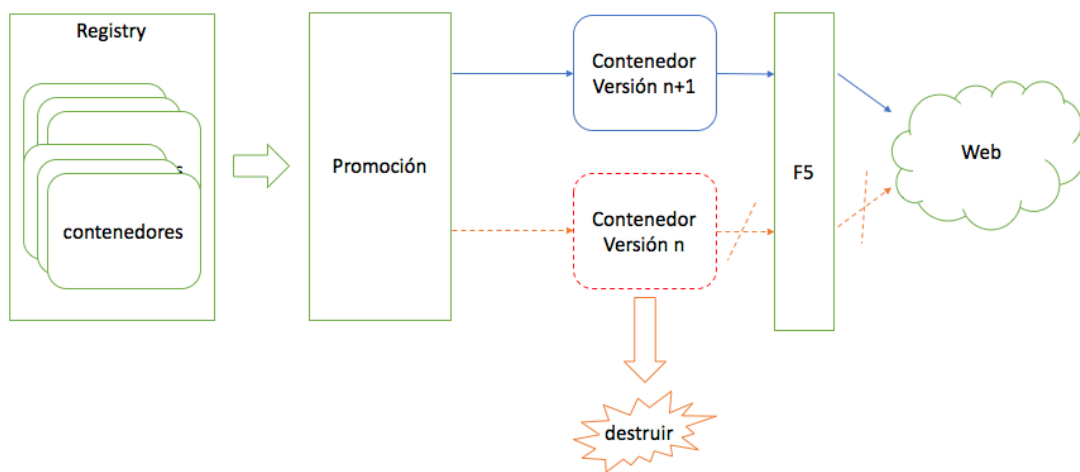 Registry
contenedores
Promoción
Contenedor
Versión n+1
Contenedor
Versión n
F5
Web
destruir